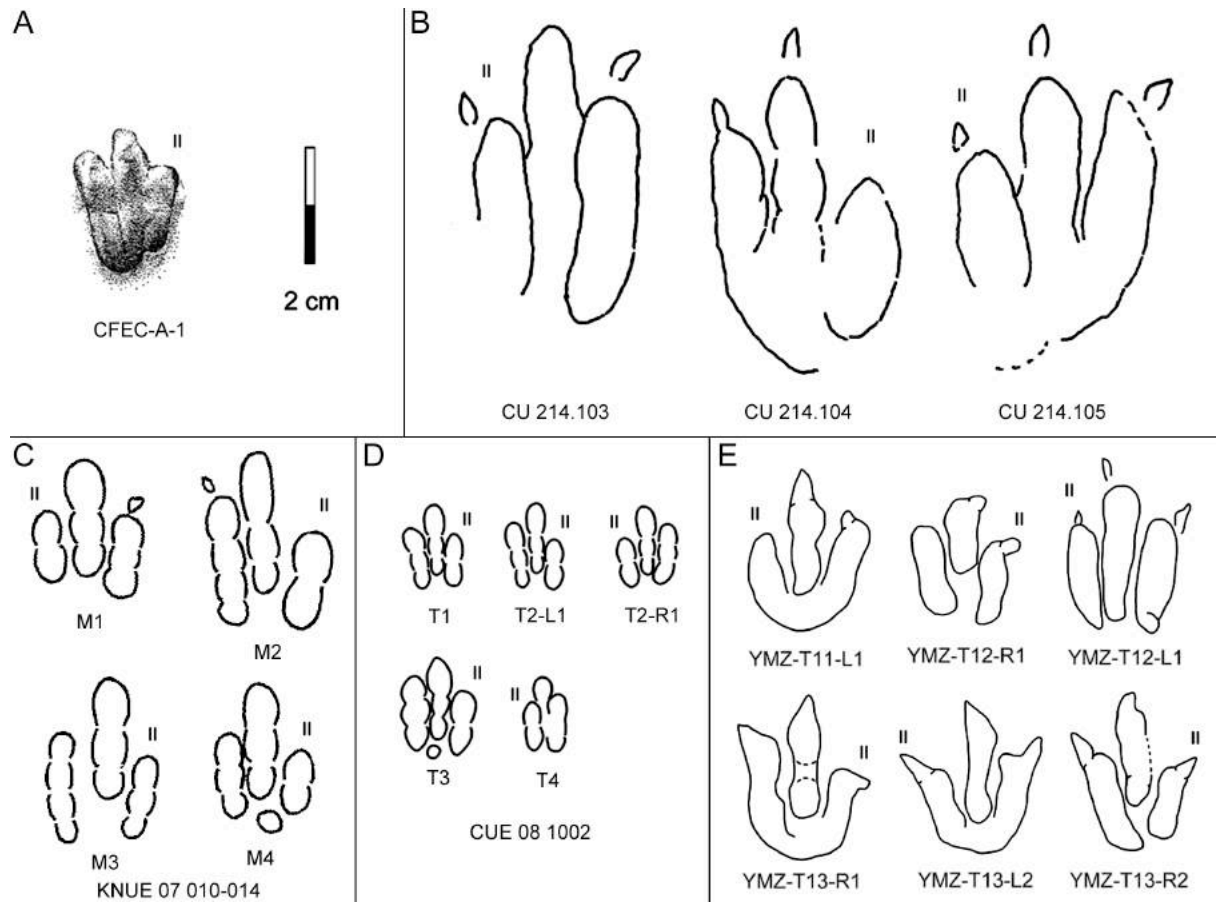 A
II
2 cm
CFEC-A-1
B
II
II
II
CU 214.103
CU 214.104
CU 214.105
C
II
II
M1
M2
II
II
M3
M4
KNUE 07 010-014
D
II
II
II
T1
T2-L1
T2-R1
II
II
T3
T4
CUE 08 1002
E
II
II
II
YMZ-T11-L1
YMZ-T12-R1
YMZ-T12-L1
II
II
II
YMZ-T13-R1
YMZ-T13-L2
YMZ-T13-R2